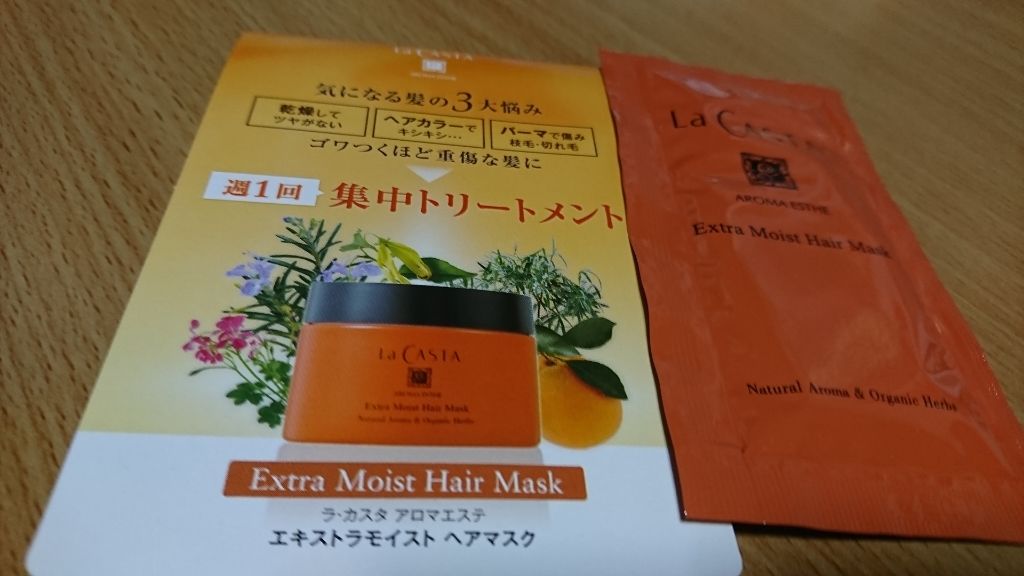 La CASTA
気になる髪の3大悩み
乾燥して
ツヤがない
ヘアカラーで
キシキシ…
パーマで傷み
枝毛・切れ毛
ゴワつくほど重傷な髪に
週1回
集中トリートメント
La CASTA
AROMA ESTHE
Extra Moist Hair Mask
Natural Aroma & Organic Herbs
Extra Moist Hair Mask
ラ・カスタ アロマエステ
エキストラモイスト ヘアマスク
La CASTA
AROMA ESTHE
Extra Moist Hair Mask
Natural Aroma & Organic Herbs